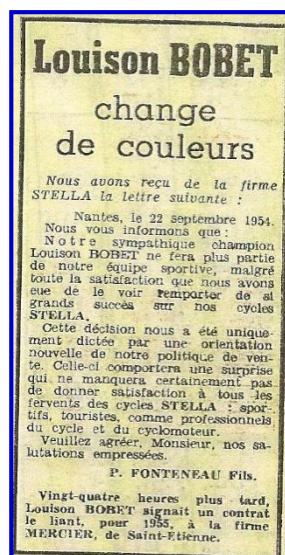 Louison BOBET
change
de couleurs
Nous avons reçu de la firme
STELLA la lettre suivante :
Nantes, le 22 septembre 1954.
Nous vous informons que :
Notre sympathique champion
Louison BOBET ne fera plus partie
de notre équipe sportive, malgré
toute la satisfaction que nous avons
eue de le voir remporter de si
grands succès sur nos cycles
STELLA.
Cette décision nous a été unique-
ment dictée par une orientation
nouvelle de notre politique de ven-
te. Celle-ci comportera une surprise
qui ne manquera certainement pas
de donner satisfaction à tous les
fervents des cycles STELLA : spor-
tifs, touristes, comme professionnels
du cycle et du cyclomoteur.
Veuillez agréer, Monsieur, nos sa-
lutations empressées.
P. FONTENEAU Fils.
Vingt-quatre heures plus tard,
Louison BOBET signait un contrat
le liant, pour 1955, à la firme
MERCIER, de Saint-Etienne.